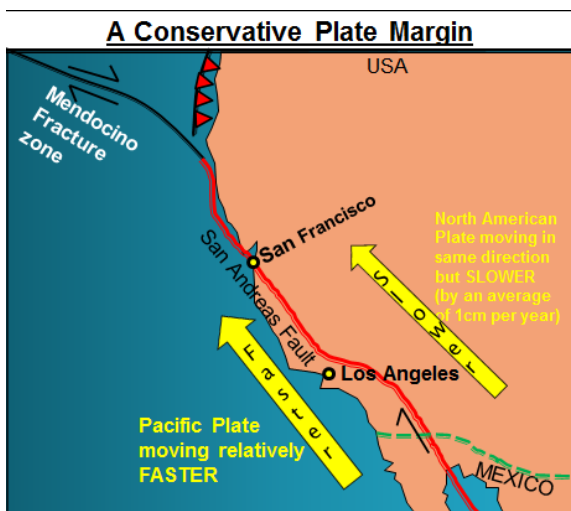 A Conservative Plate Margin
USA
Mendocino
Fracture
zone
San Francisco
San Andreas Fault
North American
Plate moving in
same direction
but SLOWER
(by an average
of 1cm per year)
Slower
Faster
Los Angeles
Pacific Plate
moving relatively
FASTER
MEXICO